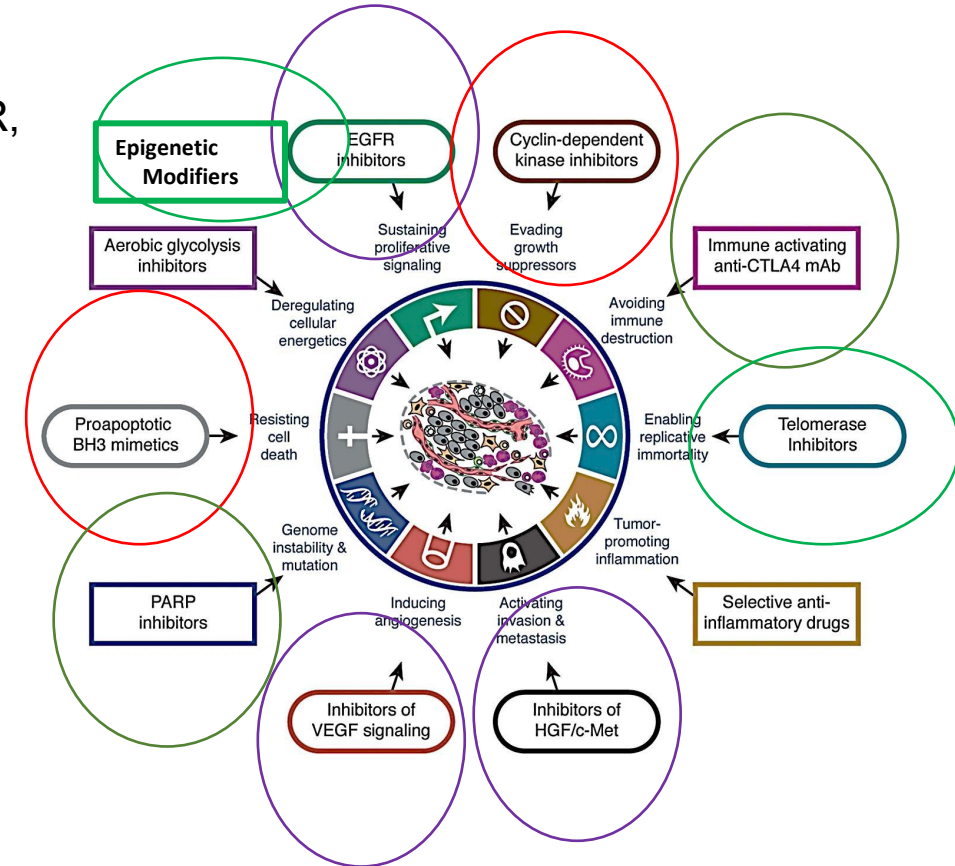 R,
Epigenetic
Modifiers
EGFR
inhibitors
Cyclin-dependent
kinase inhibitors
Sustaining
proliferative
signaling
Evading
growth
suppressors
Aerobic glycolysis
inhibitors
Immune activating
anti-CTLA4 mAb
Deregulating
cellular
energetics
Avoiding
immune
destruction
Proapoptotic
BH3 mimetics
Resisting
cell
death
Enabling
replicative
immortality
Telomerase
Inhibitors
Genome
instability &
mutation
Tumor-
promoting
inflammation
PARP
inhibitors
Inducing
angiogenesis
Activating
invasion &
metastasis
Selective anti-
inflammatory drugs
Inhibitors of
VEGF signaling
Inhibitors of
HGF/c-Met